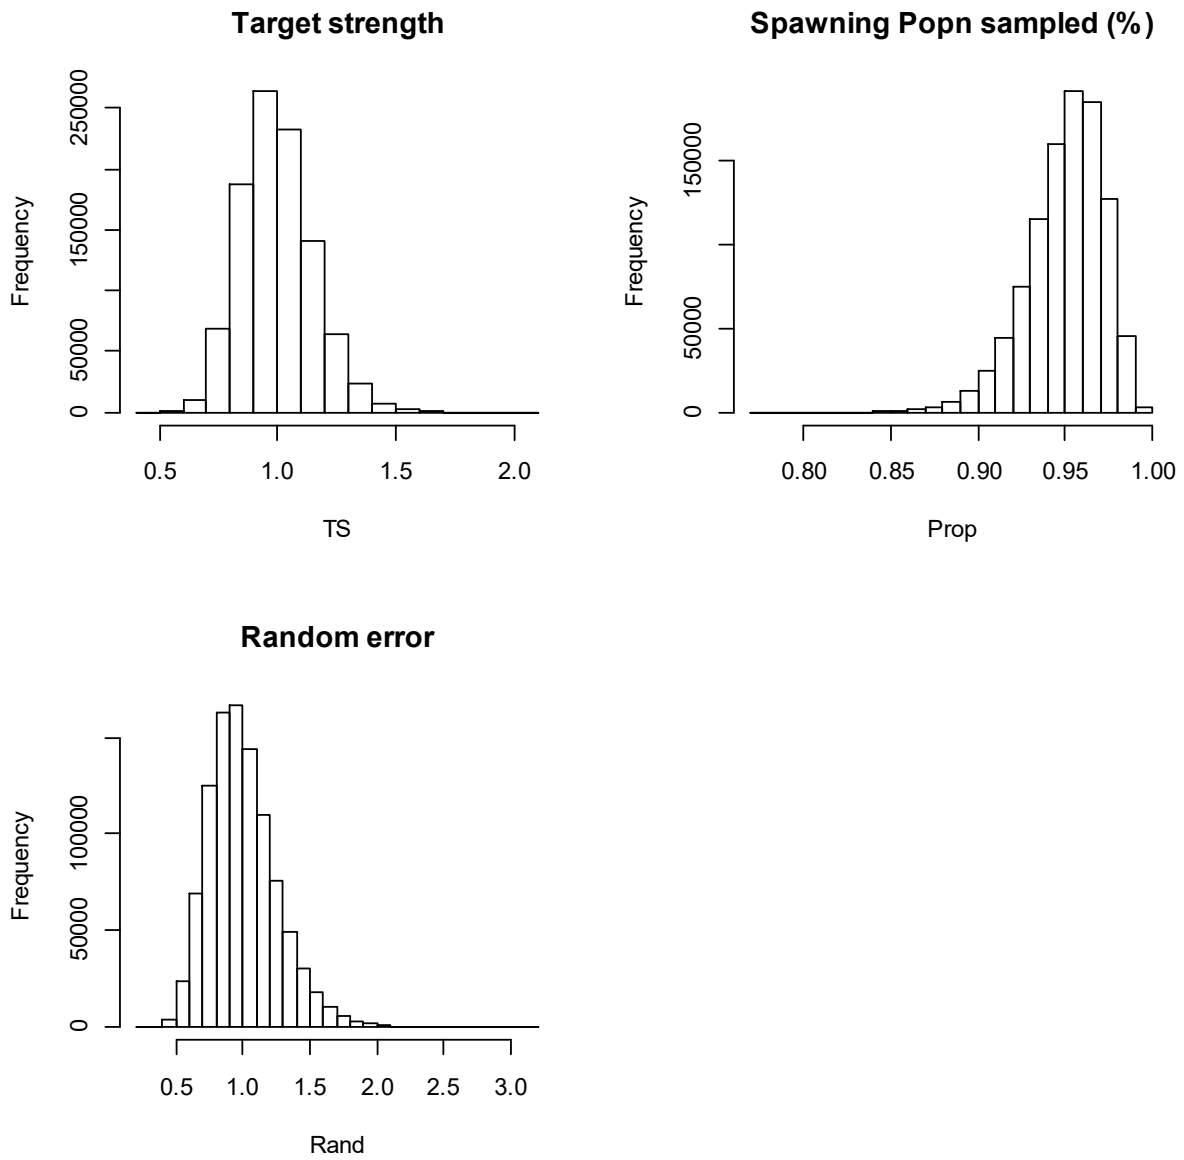 Target strength
Frequency
0 50000 150000 250000
0.5 1.0 1.5 2.0
TS
Spawning Popn sampled (%)
Frequency
0 50000 150000
0.80 0.85 0.90 0.95 1.00
Prop
Random error
Frequency
0 50000 100000
0.5 1.0 1.5 2.0 2.5 3.0
Rand